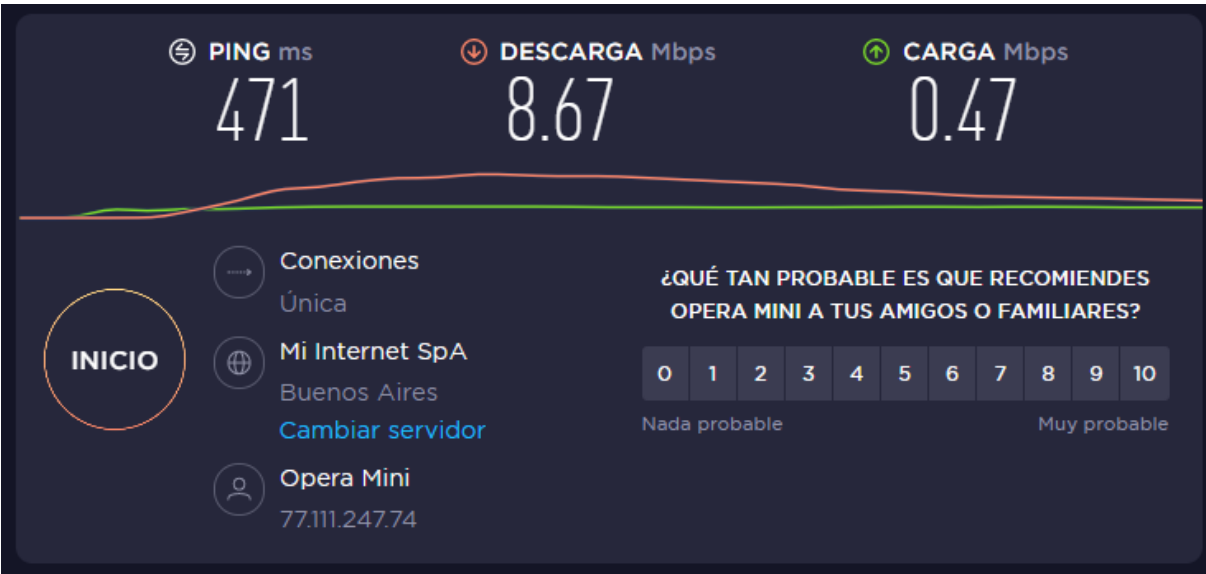 PING ms
471
DESCARGA Mbps
8.67
CARGA Mbps
0.47
INICIO
Conexiones
Única
Mi Internet SpA
Buenos Aires
Cambiar servidor
Opera Mini
77.111.247.74
¿QUÉ TAN PROBABLE ES QUE RECOMIENDES
OPERA MINI A TUS AMIGOS O FAMILIARES?
0 1 2 3 4 5 6 7 8 9 10
Nada probable
Muy probable